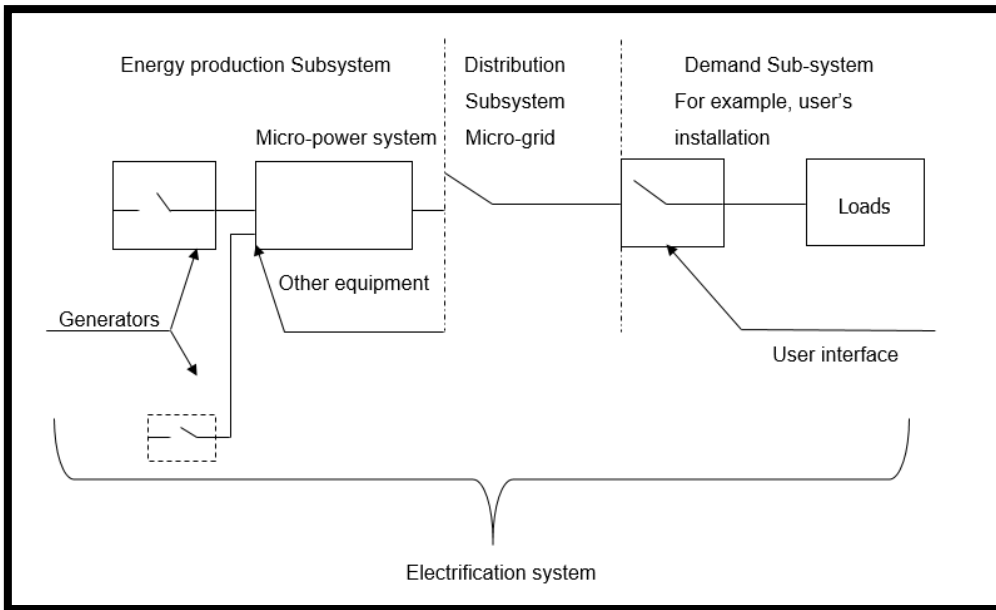 Energy production Subsystem
Distribution
Subsystem
Micro-grid
Demand Sub-system
For example, user's
installation
Micro-power system
Loads
Other equipment
Generators
User interface
Electrification system